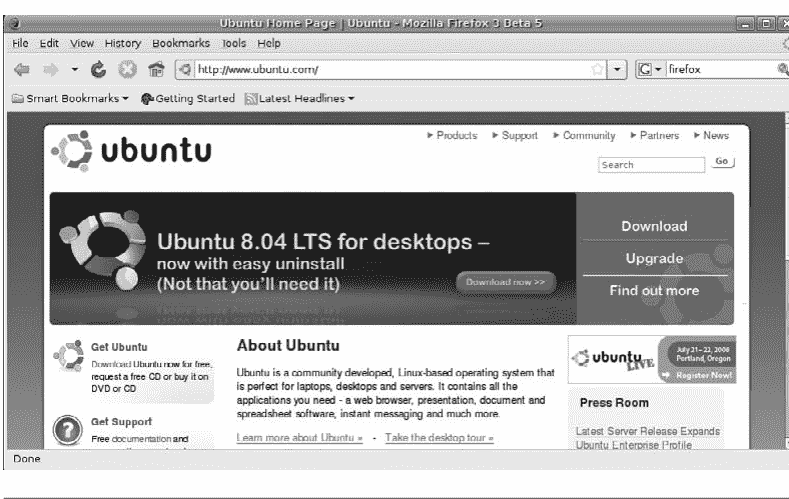 Ubuntu Home Page | Ubuntu - Mozilla Firefox 3 Beta 5
File Edit View History Bookmarks Tools Help
http://www.ubuntu.com/
G firefox
Smart Bookmarks Getting Started Latest Headlines
ubuntu
Products Support Community Partners News
Search Go
Ubuntu 8.04 LTS for desktops –
now with easy uninstall
(Not that you'll need it)
Download now >>
Download
Upgrade
Find out more
Get Ubuntu
Download Ubuntu now for free,
request a free CD or buy it on
DVD or CD
Get Support
Free documentation and
About Ubuntu
Ubuntu is a community developed, Linux-based operating system that
is perfect for laptops, desktops and servers. It contains all the
applications you need - a web browser, presentation, document and
spreadsheet software, instant messaging and much more.
Learn more about Ubuntu » - Take the desktop tour «
ubuntu LIVE
July 21–22, 2008
Portland, Oregon
Register Now!
Press Room
Latest Server Release Expands
Ubuntu Enterprise Profile
Done